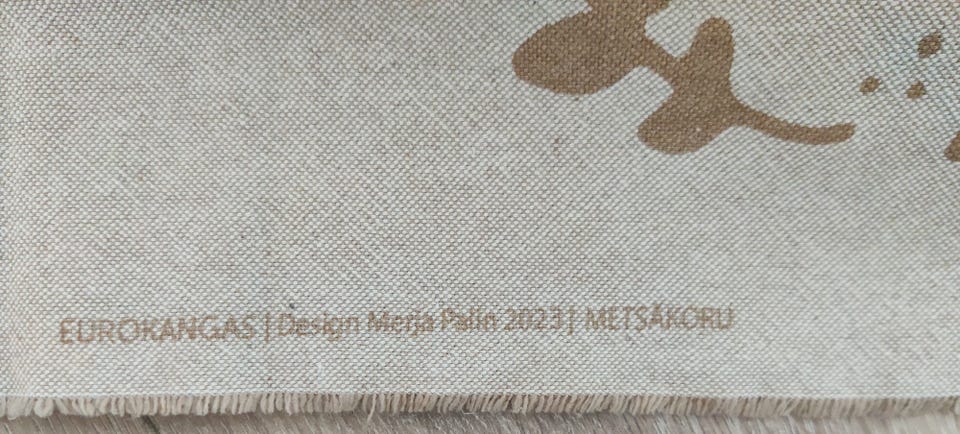 EUROKANGAS | Design Merja Palin 2023 | METSÄKORU